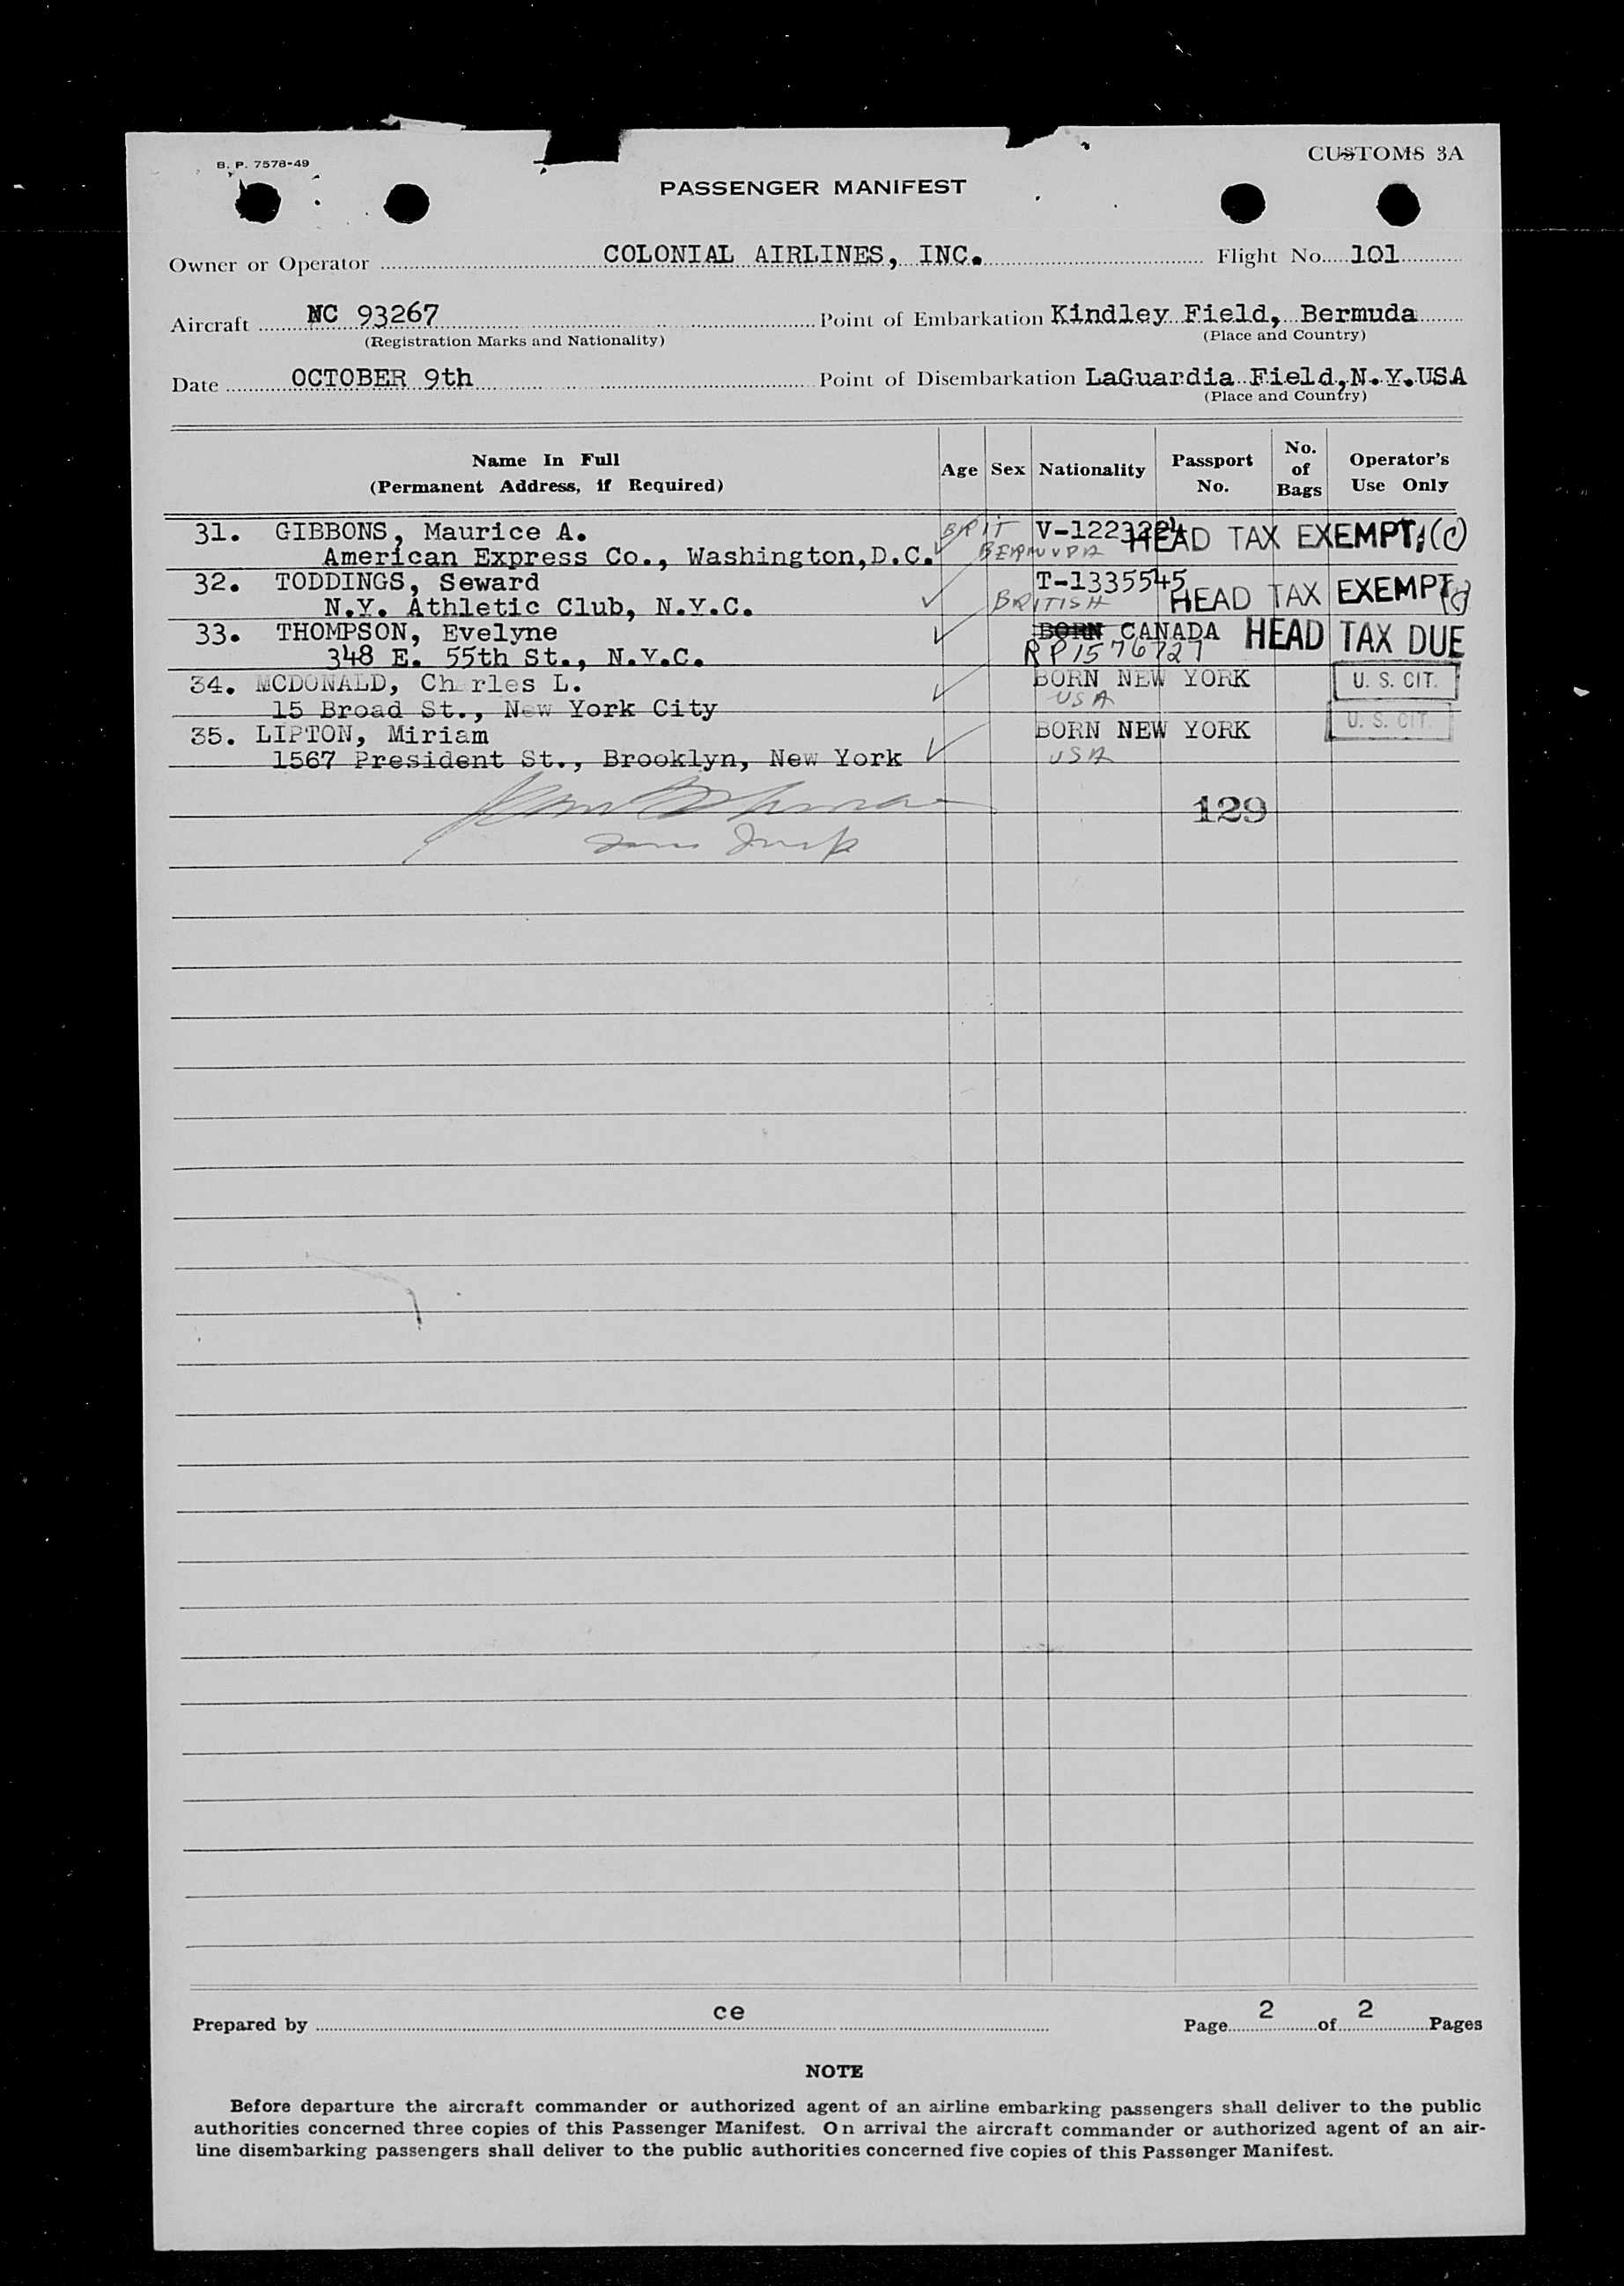 B. P. 7578-49
CUSTOMS 3A
PASSENGER MANIFEST
Owner or Operator COLONIAL AIRLINES, INC. Flight No. 101
Aircraft NC 93267 Point of Embarkation Kindley Field, Bermuda
(Registration Marks and Nationality) (Place and Country)
Date OCTOBER 9th Point of Disembarkation LaGuardia Field, N.Y. USA
(Place and Country)
Name In Full (Permanent Address, if Required) Age Sex Nationality Passport No. No. of Bags Operator's Use Only
31. GIBBONS, Maurice A. BRIT HEAD TAX EXEMPT (C)
American Express Co., Washington, D.C. BERMUDA
32. TODDINGS, Seward T-1335545 HEAD TAX EXEMPT
N.Y. Athletic Club, N.Y.C. BRITISH
33. THOMPSON, Evelyne BORN CANADA HEAD TAX DUE
348 E. 55th St., N.Y.C. RP1576727
34. MCDONALD, Charles L. BORN NEW YORK U. S. CIT.
15 Broad St., New York City USA
35. LIPTON, Miriam BORN NEW YORK U. S. CIT.
1567 President St., Brooklyn, New York USA
129
Prepared by ce Page 2 of 2 Pages
NOTE
Before departure the aircraft commander or authorized agent of an airline embarking passengers shall deliver to the public
authorities concerned three copies of this Passenger Manifest. On arrival the aircraft commander or authorized agent of an air-
line disembarking passengers shall deliver to the public authorities concerned five copies of this Passenger Manifest.